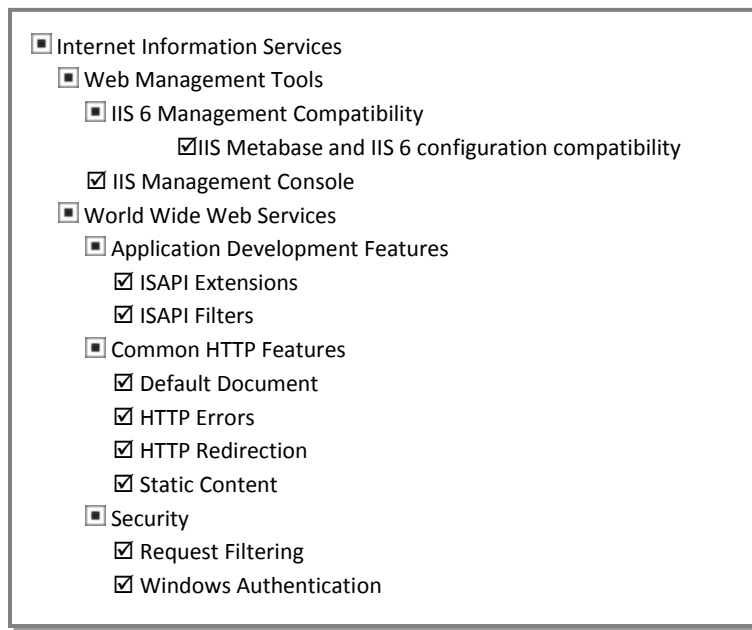 Internet Information Services
Web Management Tools
IIS 6 Management Compatibility
IIS Metabase and IIS 6 configuration compatibility
IIS Management Console
World Wide Web Services
Application Development Features
ISAPI Extensions
ISAPI Filters
Common HTTP Features
Default Document
HTTP Errors
HTTP Redirection
Static Content
Security
Request Filtering
Windows Authentication